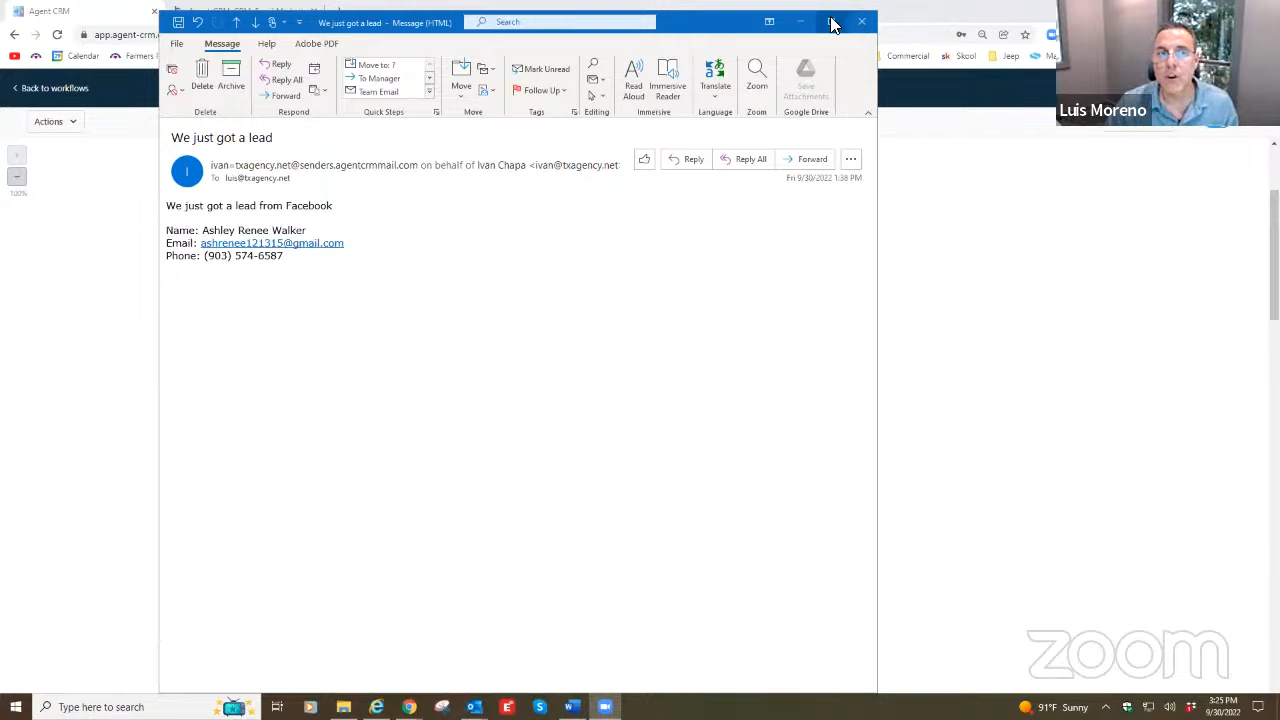 Agent CRM
We just got a lead - Message (HTML)
Search
app.agent-crm.
Calendar
Farmers
Commercial
sk Skool
Jeep
File
Message
Help
Adobe PDF
Delete
Archive
Reply
Reply All
Forward
Move to: ?
To Manager
Team Email
Move
Mark Unread
Follow Up
Read Aloud
Immersive Reader
Translate
Zoom
Save Attachments
Delete
Respond
Quick Steps
Move
Tags
Editing
Immersive
Language
Zoom
Google Drive
Back to workflows
Actions
100%
Luis Moreno
We just got a lead
I
ivan=txagency.net@senders.agentcrmmail.com on behalf of Ivan Chapa <ivan@txagency.net
To luis@txagency.net
Reply
Reply All
Forward
Fri 9/30/2022 1:38 PM
We just got a lead from Facebook
Name: Ashley Renee Walker
Email: ashrenee121315@gmail.com
Phone: (903) 574-6587
zoom
Type here to search
91°F Sunny
3:25 PM
9/30/2022